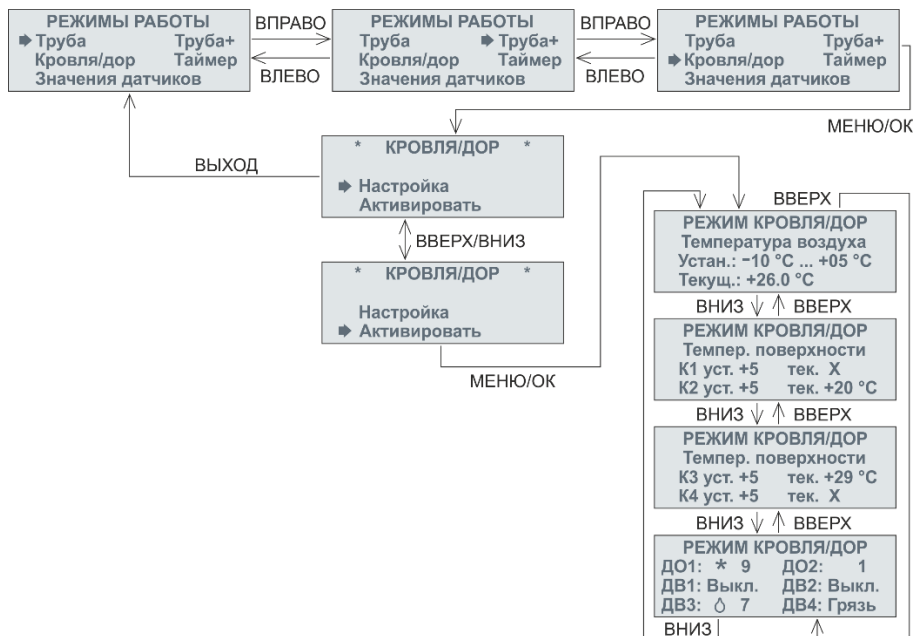 РЕЖИМЫ РАБОТЫ
🡆 Труба Труба+
Кровля/дор Таймер
Значения датчиков
ВПРАВО
ВЛЕВО
РЕЖИМЫ РАБОТЫ
Труба 🡆 Труба+
Кровля/дор Таймер
Значения датчиков
ВПРАВО
ВЛЕВО
РЕЖИМЫ РАБОТЫ
Труба Труба+
🡆 Кровля/дор Таймер
Значения датчиков
МЕНЮ/ОК
ВЫХОД
* КРОВЛЯ/ДОР *
🡆 Настройка
Активировать
ВВЕРХ/ВНИЗ
* КРОВЛЯ/ДОР *
Настройка
🡆 Активировать
МЕНЮ/ОК
ВВЕРХ
РЕЖИМ КРОВЛЯ/ДОР
Температура воздуха
Устан.: -10 °C ... +05 °C
Текущ.: +26.0 °C
ВНИЗ ВВЕРХ
РЕЖИМ КРОВЛЯ/ДОР
Темпер. поверхности
К1 уст. +5 тек. X
К2 уст. +5 тек. +20 °C
ВНИЗ ВВЕРХ
РЕЖИМ КРОВЛЯ/ДОР
Темпер. поверхности
К3 уст. +5 тек. +29 °C
К4 уст. +5 тек. X
ВНИЗ ВВЕРХ
РЕЖИМ КРОВЛЯ/ДОР
ДО1: * 9 ДО2: 1
ДВ1: Выкл. ДВ2: Выкл.
ДВ3: 7 ДВ4: Грязь
ВНИЗ